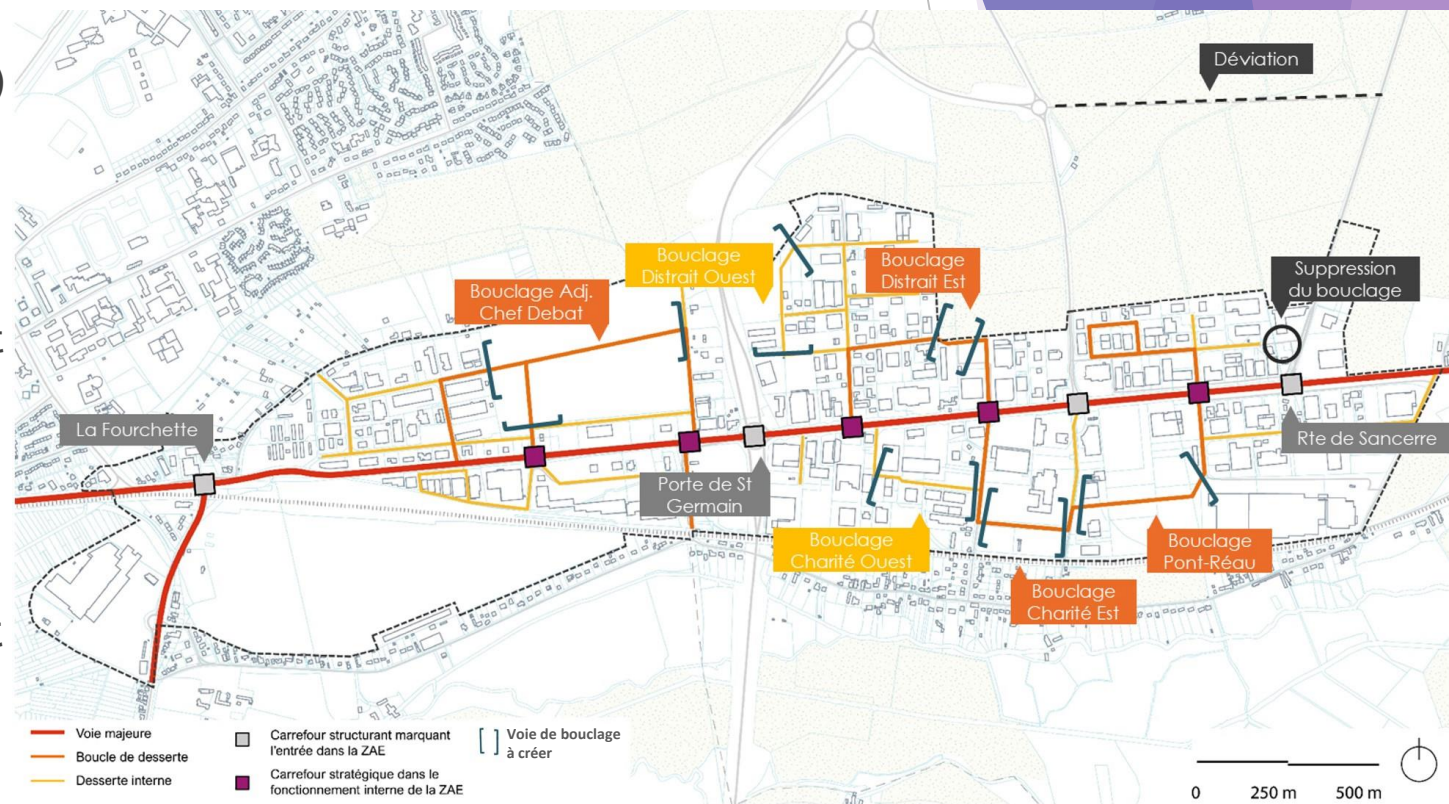 Déviation
Bouclage
Distrait Ouest
Bouclage
Distrait Est
Suppression
du bouclage
Bouclage Adj.
Chef Debat
La Fourchette
Rte de Sancerre
Porte de St
Germain
Bouclage
Charité Ouest
Bouclage
Pont-Réau
Bouclage
Charité Est
Voie majeure
Boucle de desserte
Desserte interne
Carrefour structurant marquant
l'entrée dans la ZAE
Carrefour stratégique dans le
fonctionnement interne de la ZAE
Voie de bouclage
à créer
0 250 m 500 m